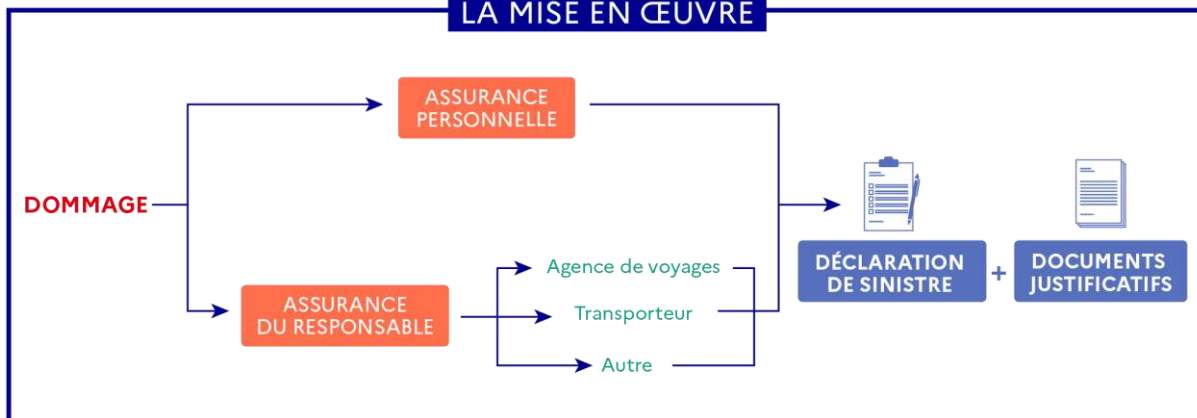 LA MISE EN ŒUVRE
ASSURANCE
PERSONNELLE
DOMMAGE
ASSURANCE
DU RESPONSABLE
Agence de voyages
Transporteur
Autre
DÉCLARATION
DE SINISTRE
+
DOCUMENTS
JUSTIFICATIFS